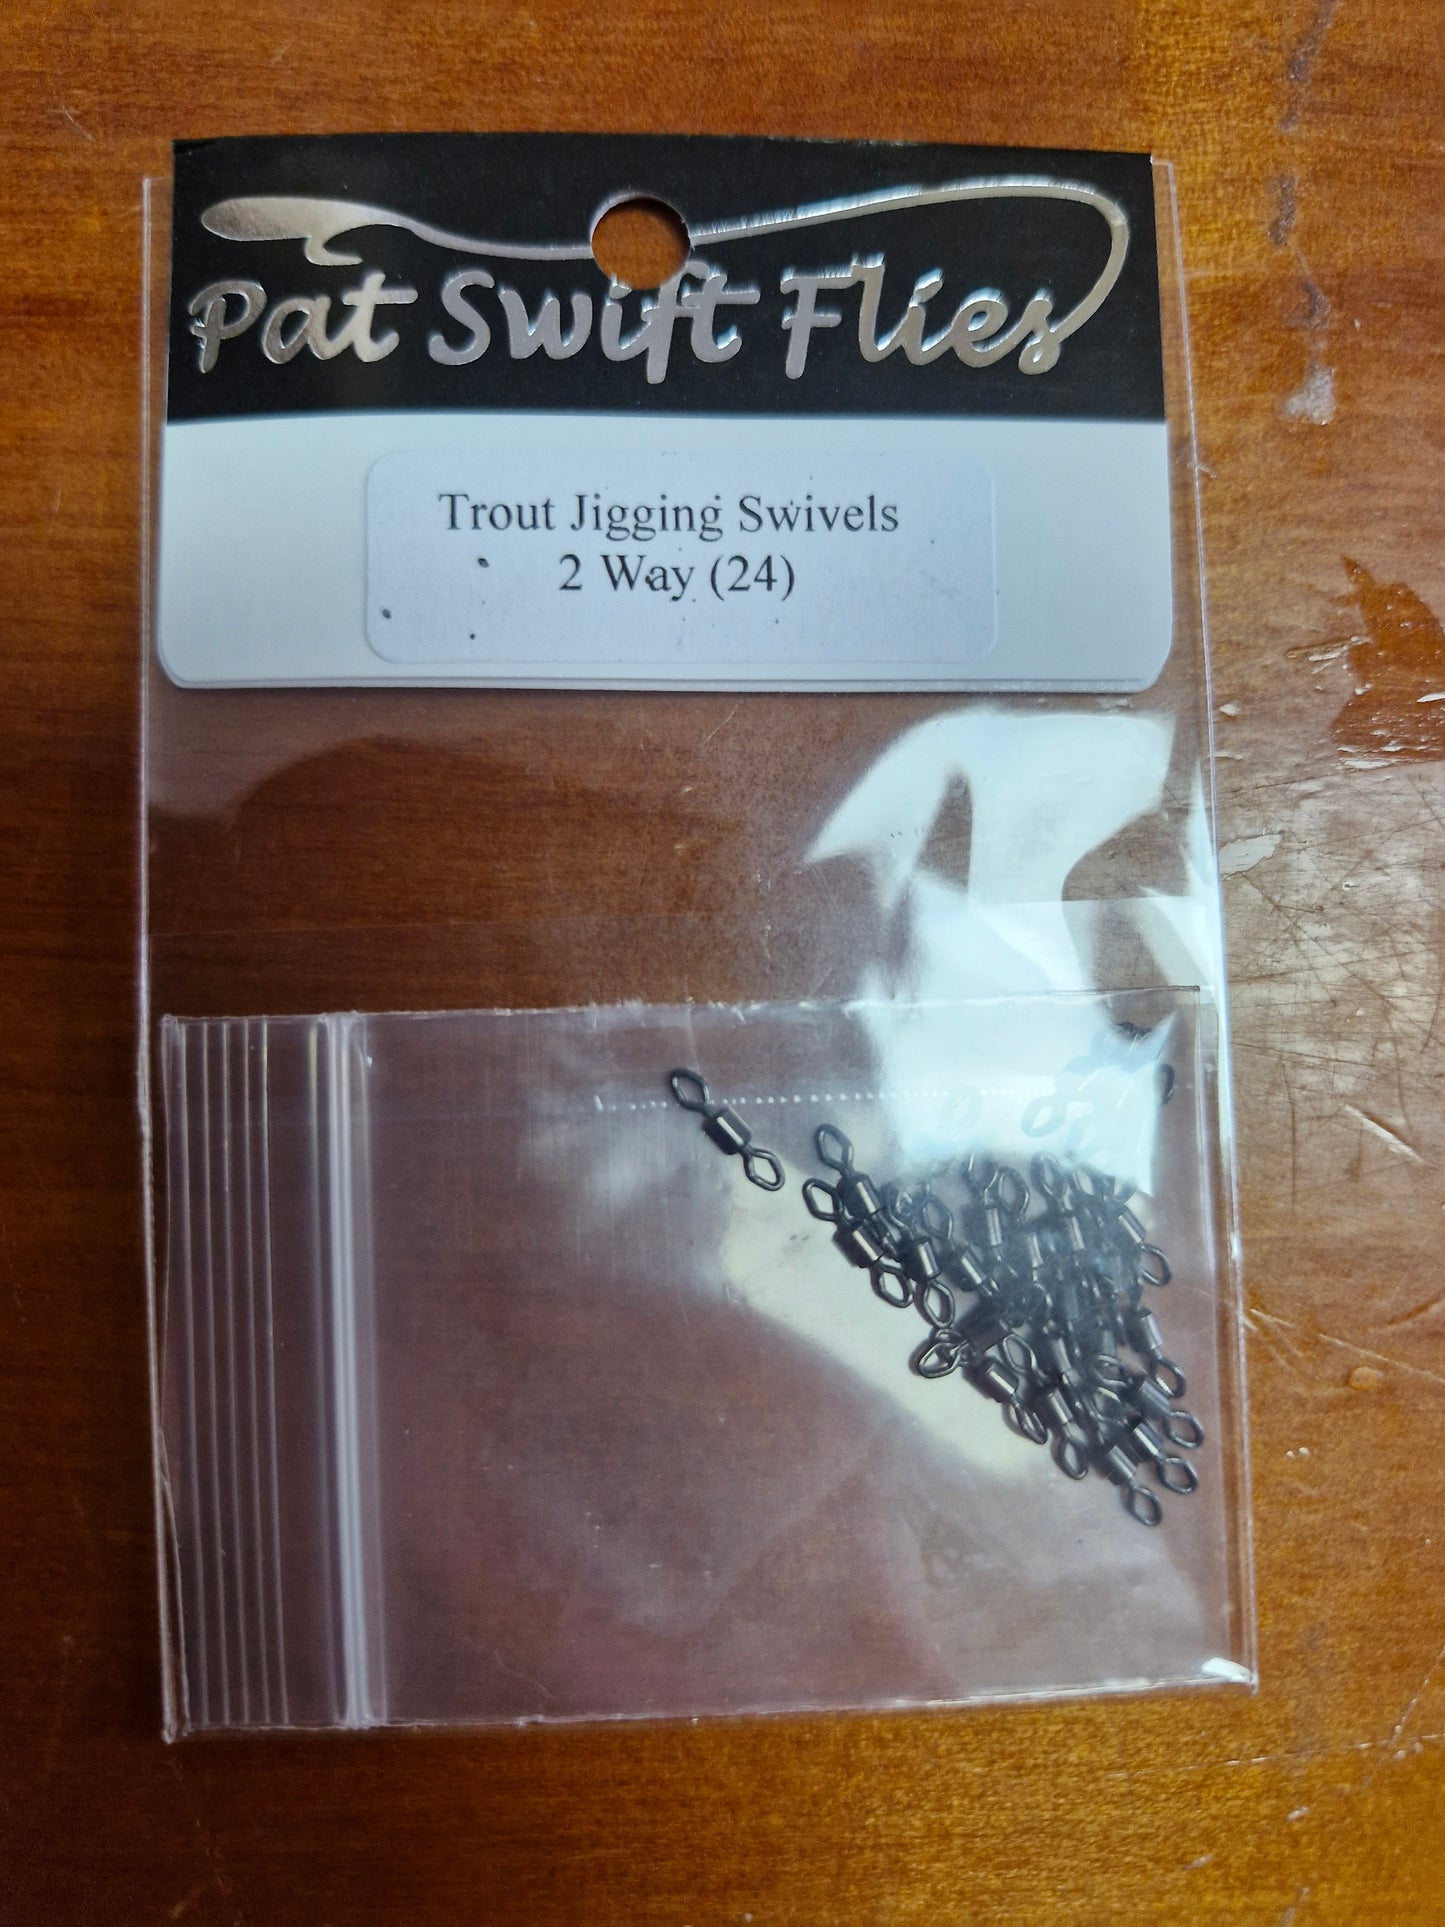 Pat Swift Flies
Trout Jigging Swivels
2 Way (24)